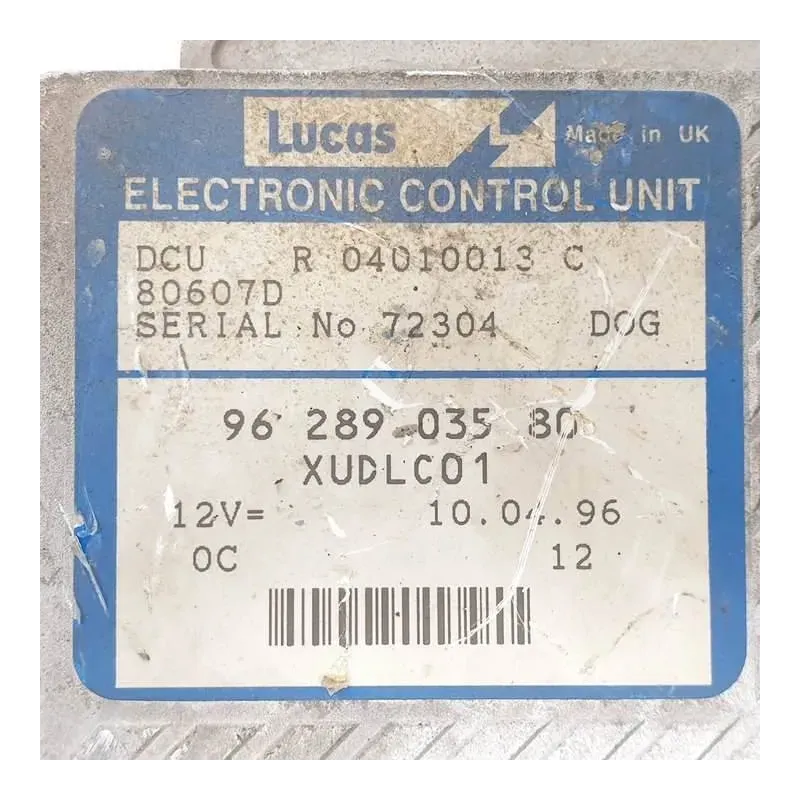 Lucas Made in UK
ELECTRONIC CONTROL UNIT
DCU R 04010013 C
80607D
SERIAL No 72304 DOG
96 289 035 80
XUDLC01
12V= 10.04.96
0C 12